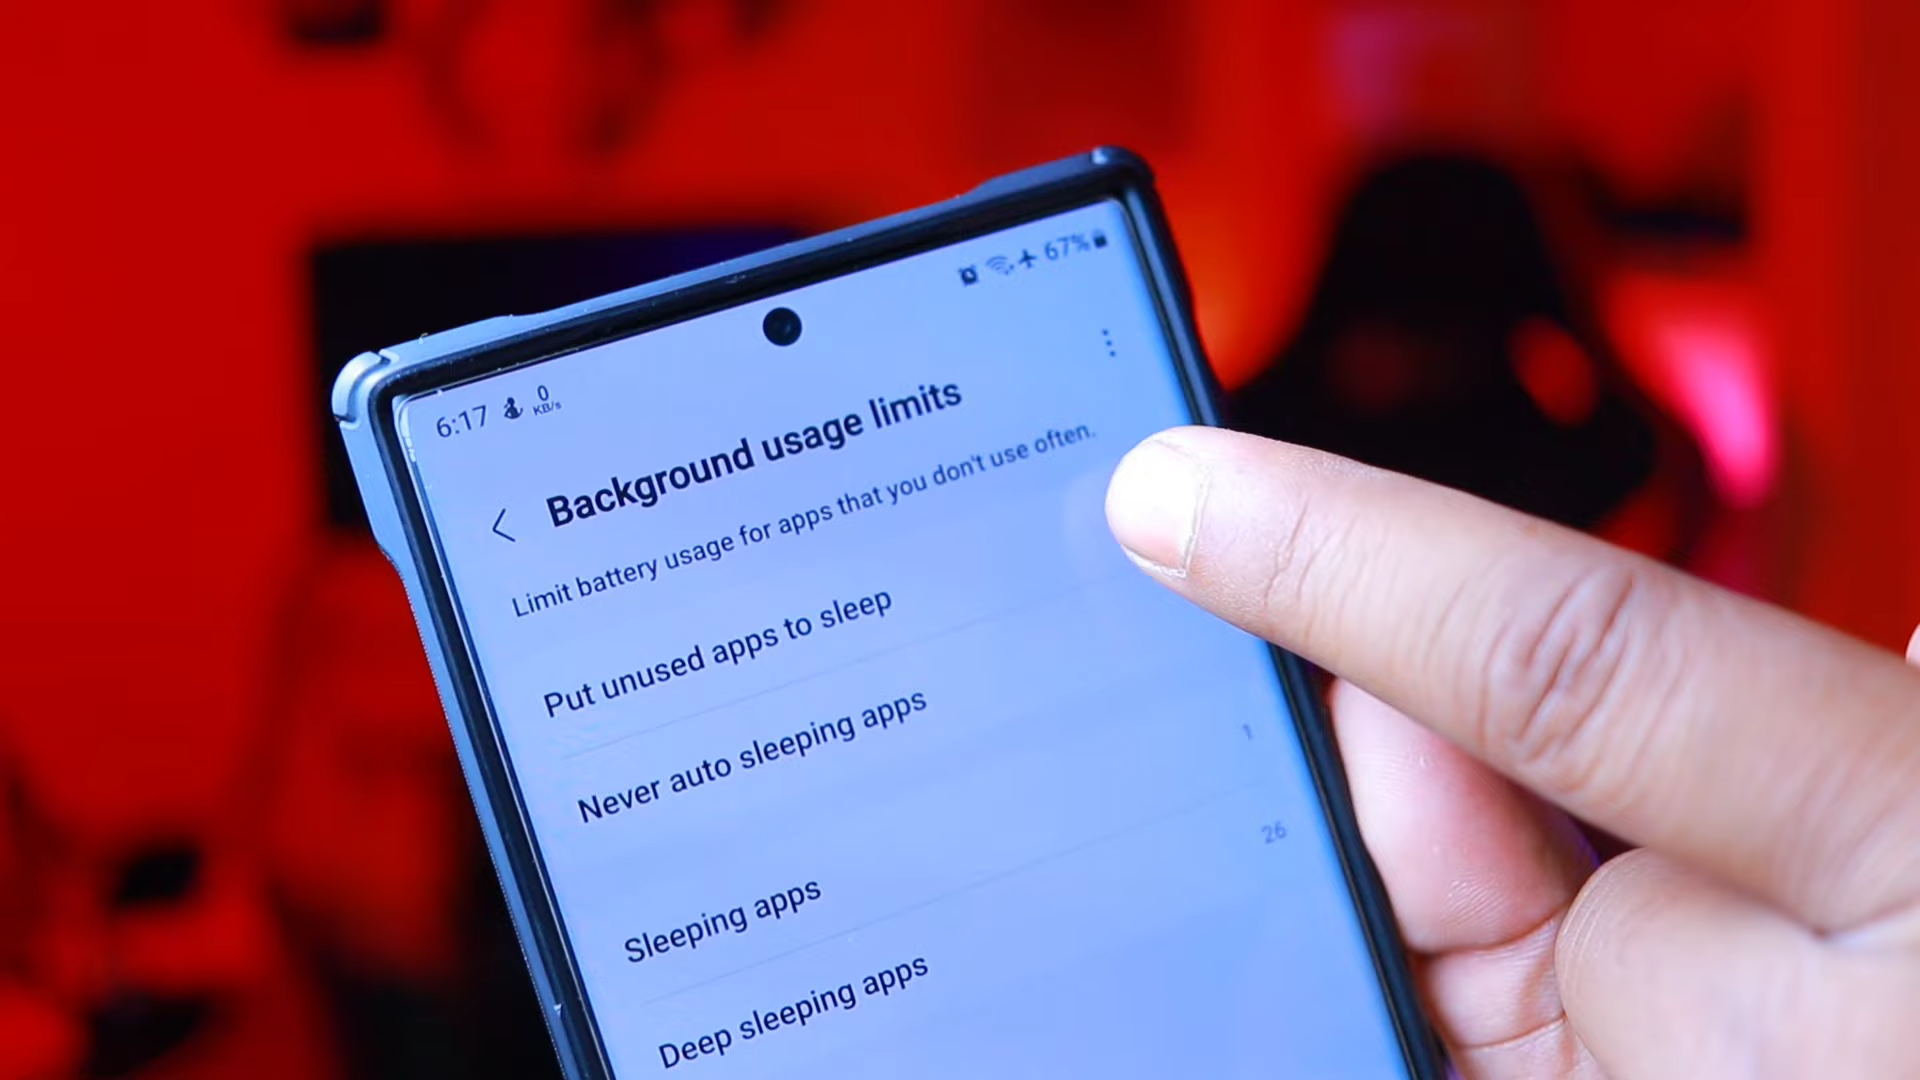 6:17 0 KB/s 67%
Background usage limits
Limit battery usage for apps that you don't use often.
Put unused apps to sleep
Never auto sleeping apps
Sleeping apps 1
Deep sleeping apps 26